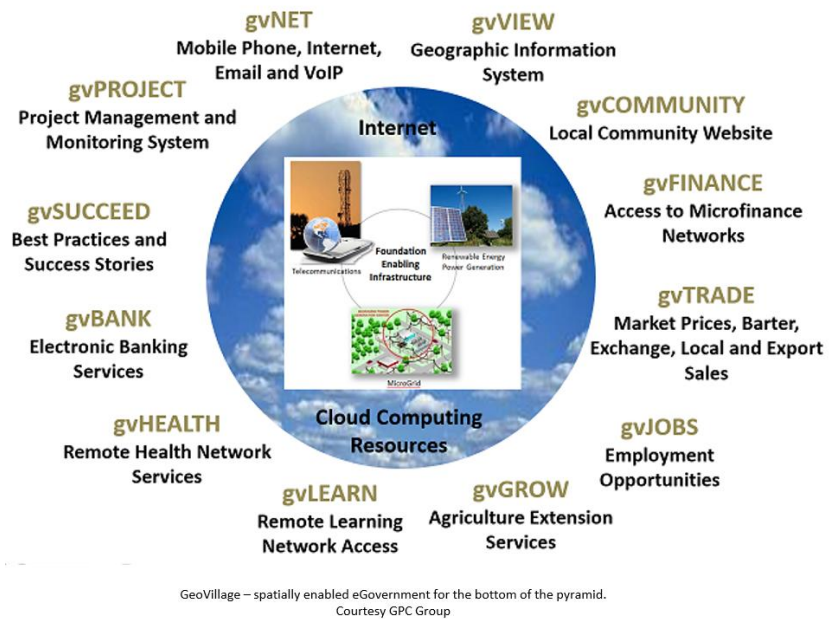 gvNET
Mobile Phone, Internet,
Email and VoIP
gvVIEW
Geographic Information
System
gvPROJECT
Project Management and
Monitoring System
gvCOMMUNITY
Local Community Website
Internet
gvFINANCE
Access to Microfinance
Networks
gvSUCCEED
Best Practices and
Success Stories
Foundation
Enabling
Infrastructure
Telecommunications
Renewable Energy
Power Generation
gvTRADE
Market Prices, Barter,
Exchange, Local and Export
Sales
gvBANK
Electronic Banking
Services
MicroGrid
Cloud Computing
Resources
gvHEALTH
Remote Health Network
Services
gvJOBS
Employment
Opportunities
gvLEARN
Remote Learning
Network Access
gvGROW
Agriculture Extension
Services
GeoVillage – spatially enabled eGovernment for the bottom of the pyramid.
Courtesy GPC Group